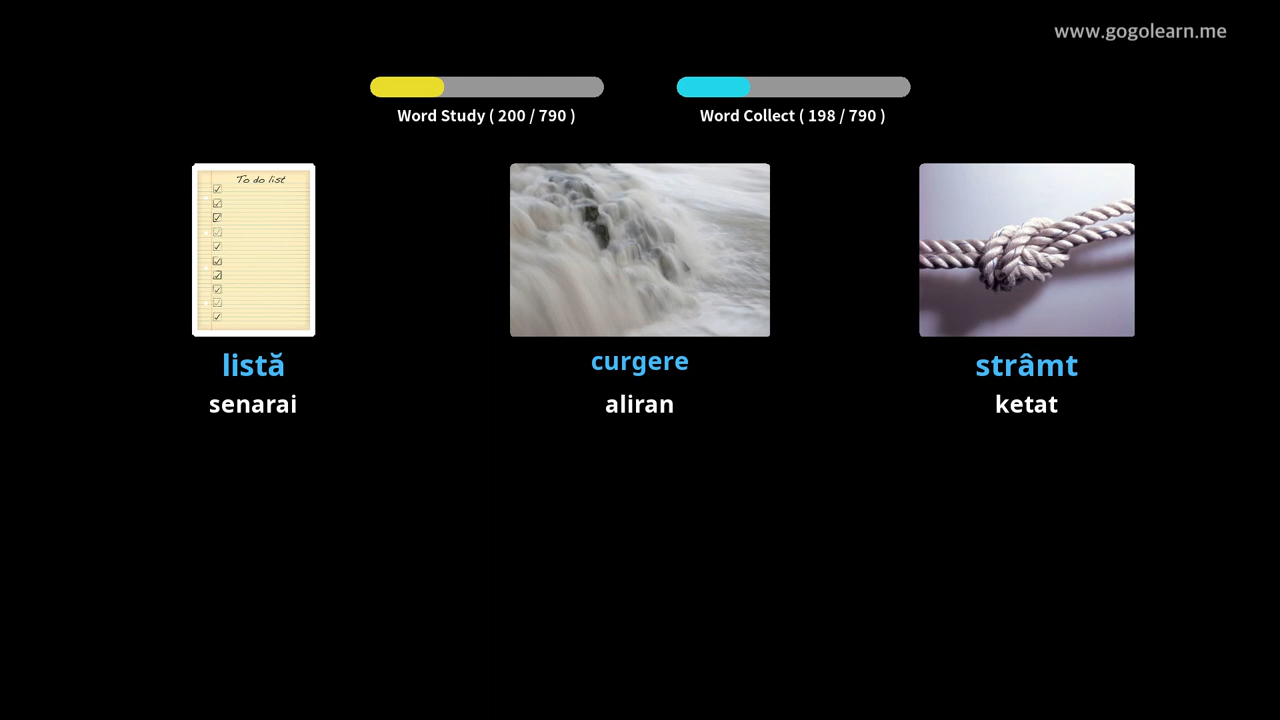 www.gogolearn.me
Word Study ( 200 / 790 )
Word Collect ( 198 / 790 )
To do list
listă
curgere
strâmt
senarai
aliran
ketat